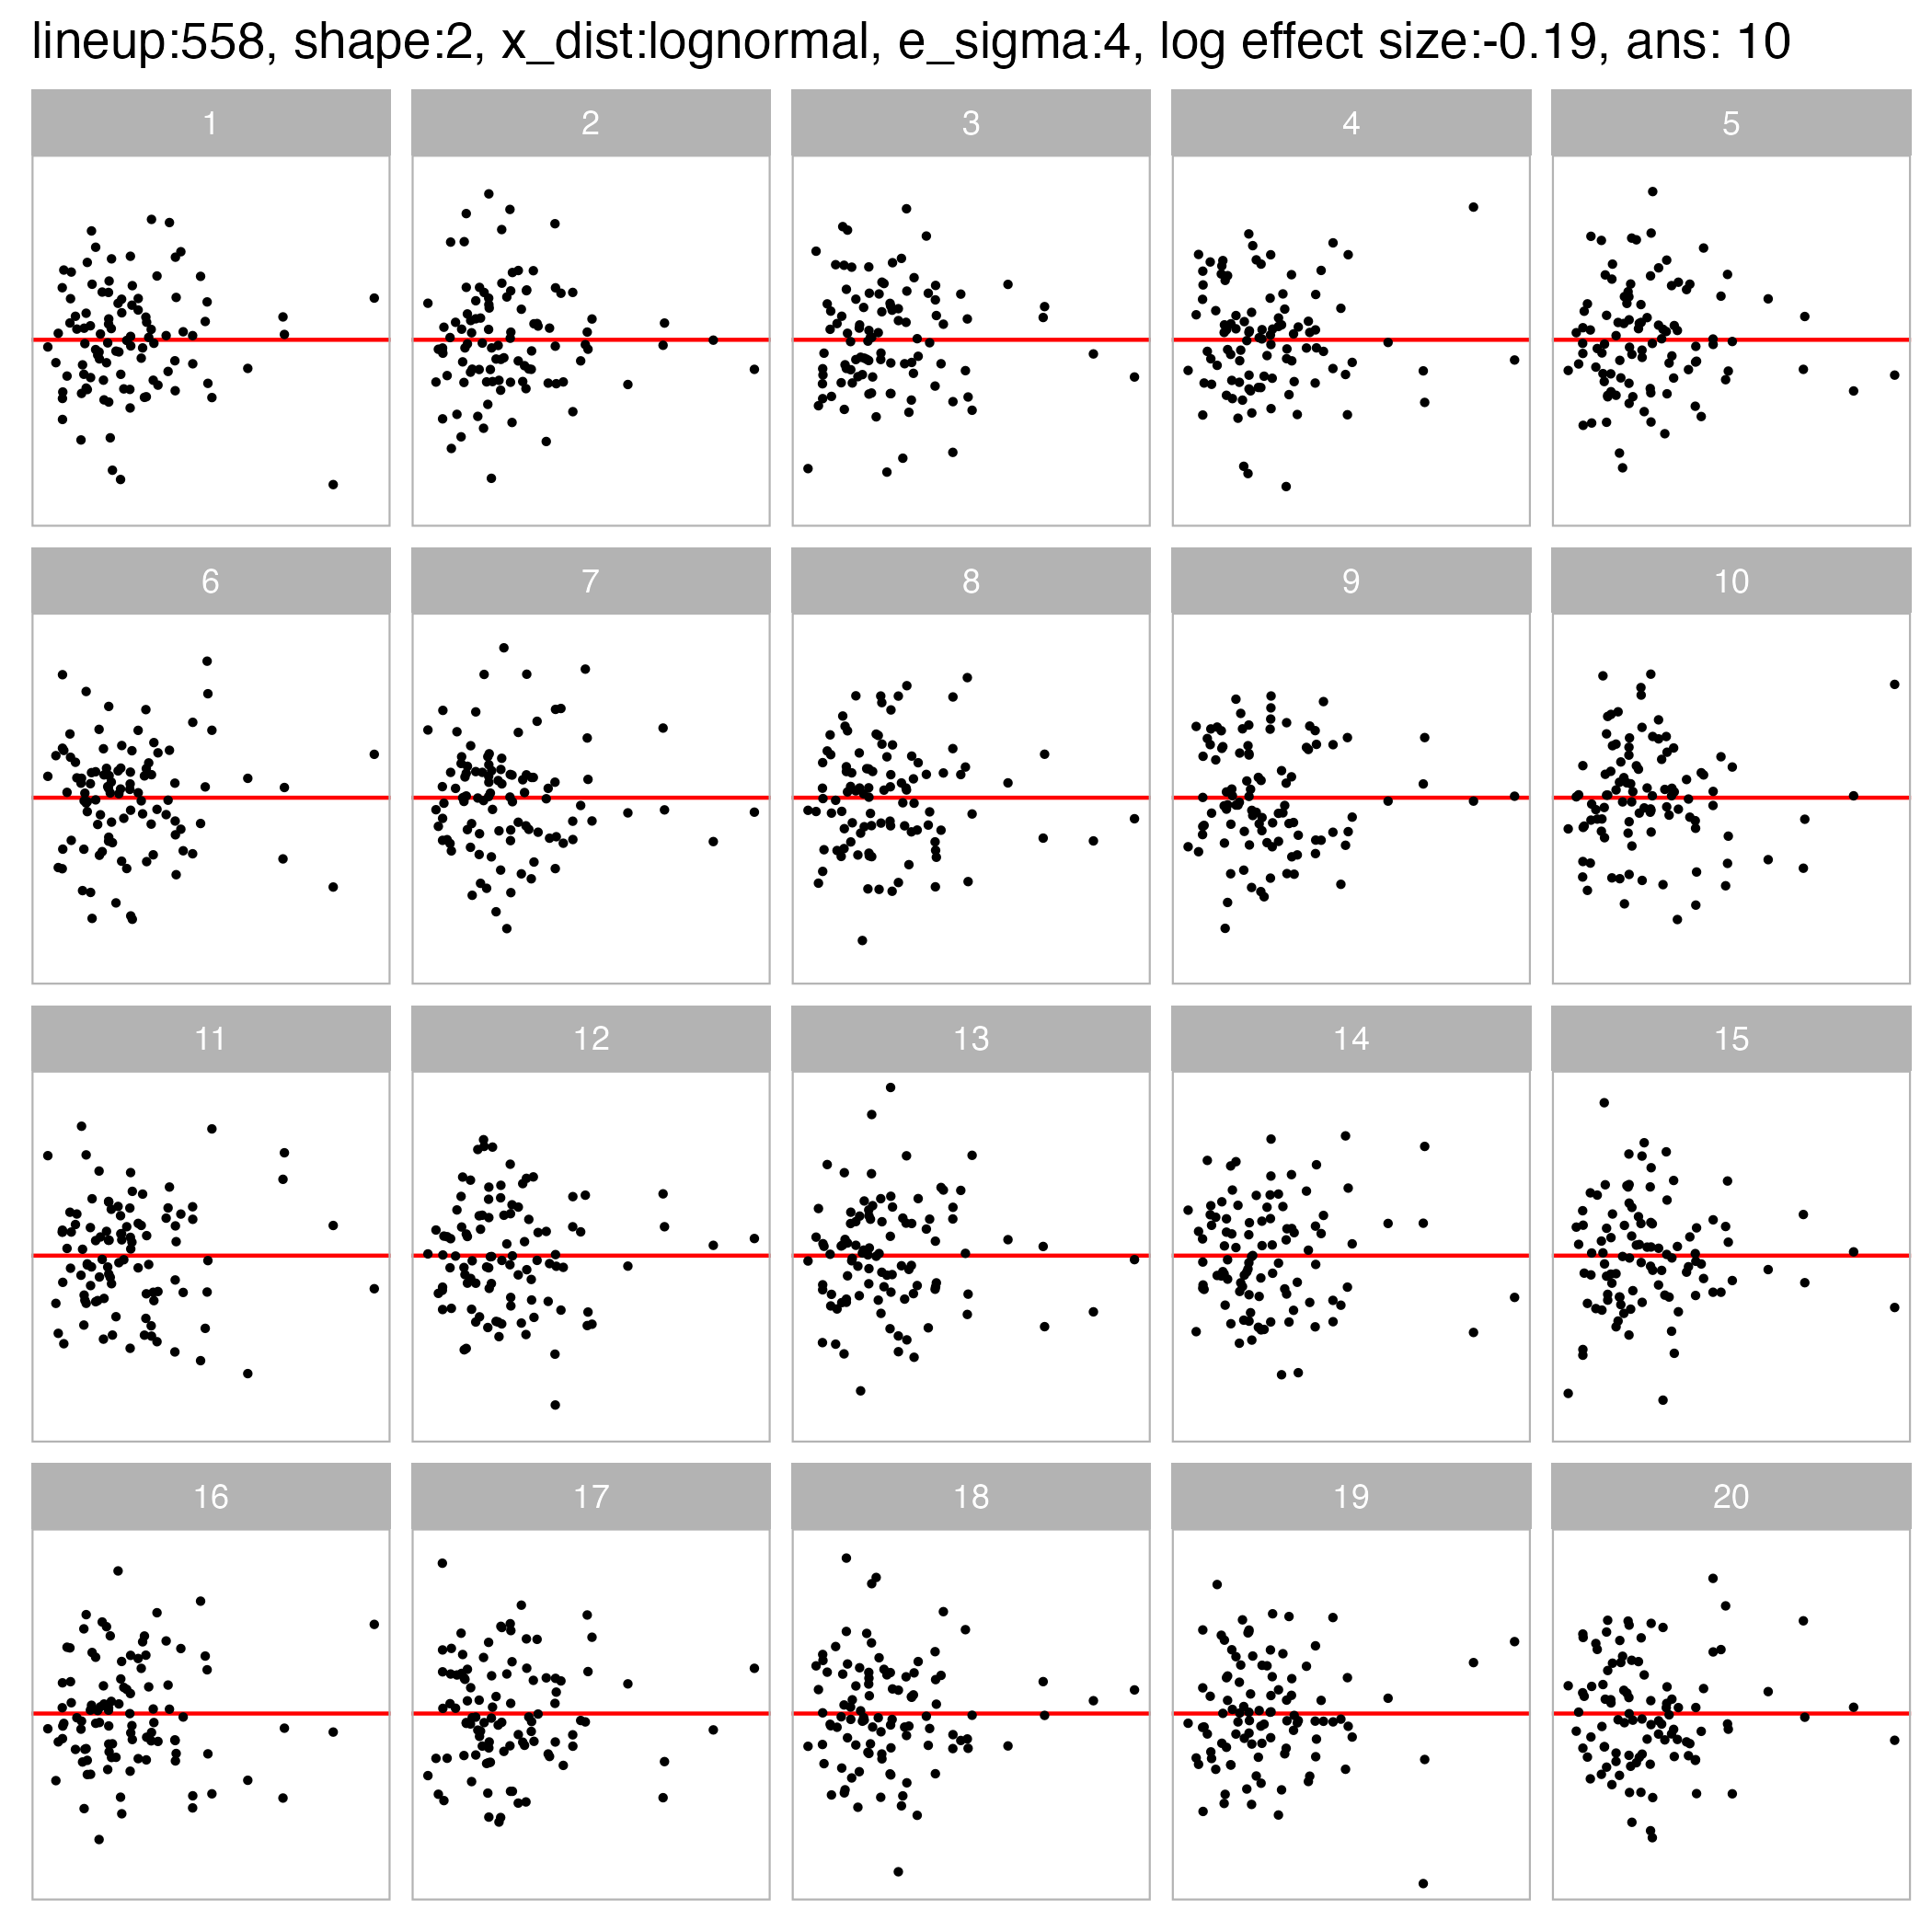 lineup:558, shape:2, x_dist:lognormal, e_sigma:4, log effect size:-0.19, ans: 10
1 2 3 4 5
6 7 8 9 10
11 12 13 14 15
16 17 18 19 20